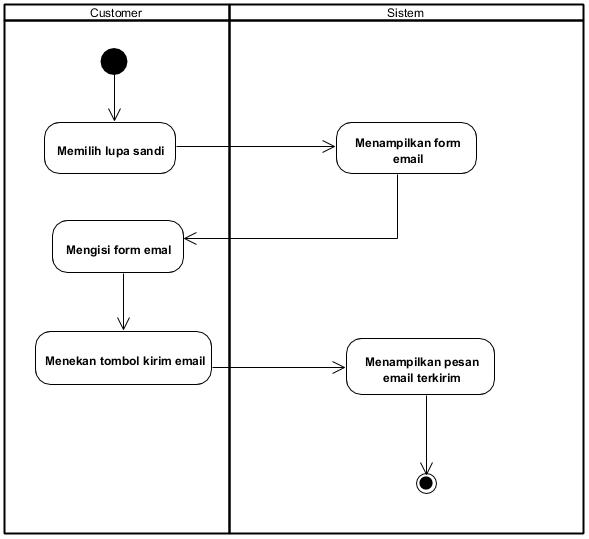 Customer
Sistem
Memilih lupa sandi
Menampilkan form
email
Mengisi form emal
Menekan tombol kirim email
Menampilkan pesan
email terkirim